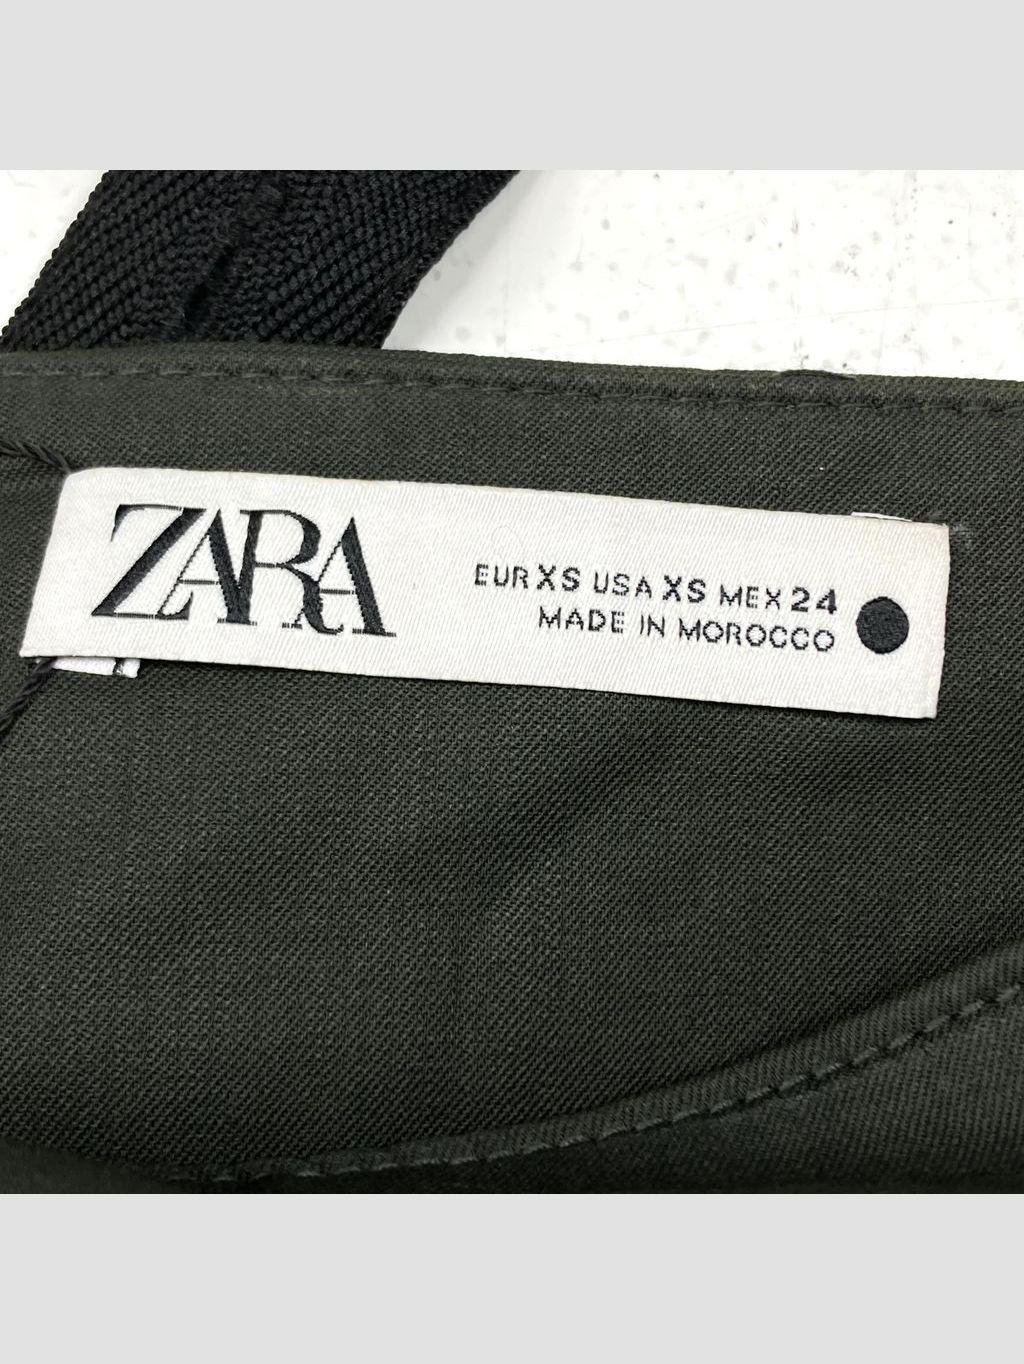 ZARA
EUR XS USA XS MEX 24
MADE IN MOROCCO